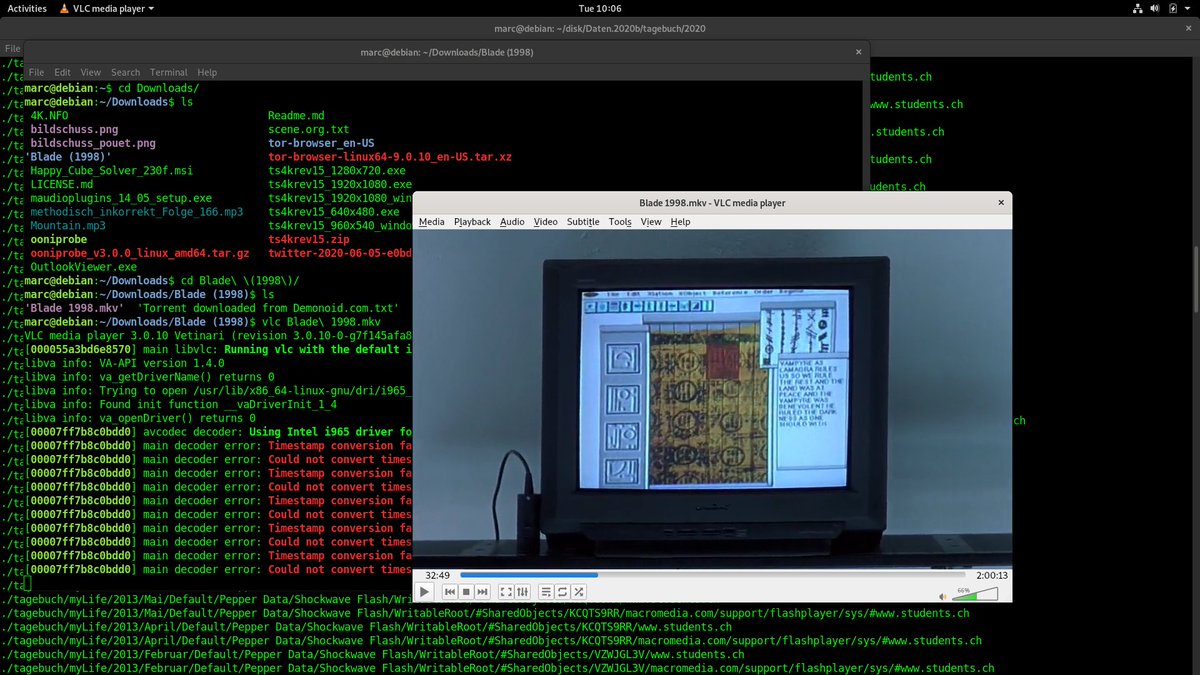 Activities VLC media player Tue 10:06
marc@debian: ~/disk/Daten.2020b/tagebuch/2020
File
marc@debian: ~/Downloads/Blade (1998)
File Edit View Search Terminal Help
marc@debian:~$ cd Downloads/
marc@debian:~/Downloads$ ls
4K.NFO Readme.md
bildschuss.png scene.org.txt
bildschuss_pouet.png tor-browser_en-US
'Blade (1998)' tor-browser-linux64-9.0.10_en-US.tar.xz
Happy_Cube_Solver_230f.msi ts4krev15_1280x720.exe
LICENSE.md ts4krev15_1920x1080.exe
maudioplugins_14_05_setup.exe ts4krev15_1920x1080_win
methodisch_inkorrekt_Folge_166.mp3 ts4krev15_640x480.exe
Mountain.mp3 ts4krev15_960x540_windo
ooniprobe ts4krev15.zip
ooniprobe_v3.0.0_linux_amd64.tar.gz twitter-2020-06-05-e0bd
OutlookViewer.exe
marc@debian:~/Downloads$ cd Blade\ \(1998\)/
marc@debian:~/Downloads/Blade (1998)$ ls
'Blade 1998.mkv' 'Torrent downloaded from Demonoid.com.txt'
marc@debian:~/Downloads/Blade (1998)$ vlc Blade\ 1998.mkv
VLC media player 3.0.10 Vetinari (revision 3.0.10-0-g7f145afa8
[000055a3bd6e8570] main libvlc: Running vlc with the default i
libva info: VA-API version 1.4.0
libva info: va_getDriverName() returns 0
libva info: Trying to open /usr/lib/x86_64-linux-gnu/dri/i965_
libva info: Found init function __vaDriverInit_1_4
libva info: va_openDriver() returns 0
[00007ff7b8c0bdd0] avcodec decoder: Using Intel i965 driver fo
[00007ff7b8c0bdd0] main decoder error: Timestamp conversion fa
[00007ff7b8c0bdd0] main decoder error: Could not convert times
[00007ff7b8c0bdd0] main decoder error: Timestamp conversion fa
[00007ff7b8c0bdd0] main decoder error: Could not convert times
[00007ff7b8c0bdd0] main decoder error: Timestamp conversion fa
[00007ff7b8c0bdd0] main decoder error: Could not convert times
[00007ff7b8c0bdd0] main decoder error: Timestamp conversion fa
[00007ff7b8c0bdd0] main decoder error: Could not convert times
[00007ff7b8c0bdd0] main decoder error: Timestamp conversion fa
[00007ff7b8c0bdd0] main decoder error: Could not convert times
tudents.ch
www.students.ch
.students.ch
tudents.ch
udents.ch
ch
Blade 1998.mkv - VLC media player
Media Playback Audio Video Subtitle Tools View Help
VAMPYRE AS
RULES
US SO WE RULE
THE REST AND THE
LAND WAS AT
PEACE AND THE
VAMPYRE WAS
BENEVOLENT HE
RULED THE DARK
NESS AS ONE
SHOULD WITH
32:49 2:00:13
66%
./tagebuch/myLife/2013/Mai/Default/Pepper Data/Shockwave Flash/Wri
./tagebuch/myLife/2013/April/Default/Pepper Data/Shockwave Flash/WritableRoot/#SharedObjects/KCQTS9RR/macromedia.com/support/flashplayer/sys/#www.students.ch
./tagebuch/myLife/2013/April/Default/Pepper Data/Shockwave Flash/WritableRoot/#SharedObjects/KCQTS9RR/www.students.ch
./tagebuch/myLife/2013/April/Default/Pepper Data/Shockwave Flash/WritableRoot/#SharedObjects/KCQTS9RR/macromedia.com/support/flashplayer/sys/#www.students.ch
./tagebuch/myLife/2013/Februar/Default/Pepper Data/Shockwave Flash/WritableRoot/#SharedObjects/VZWJGL3V/www.students.ch
./tagebuch/myLife/2013/Februar/Default/Pepper Data/Shockwave Flash/WritableRoot/#SharedObjects/VZWJGL3V/macromedia.com/support/flashplayer/sys/#www.students.ch